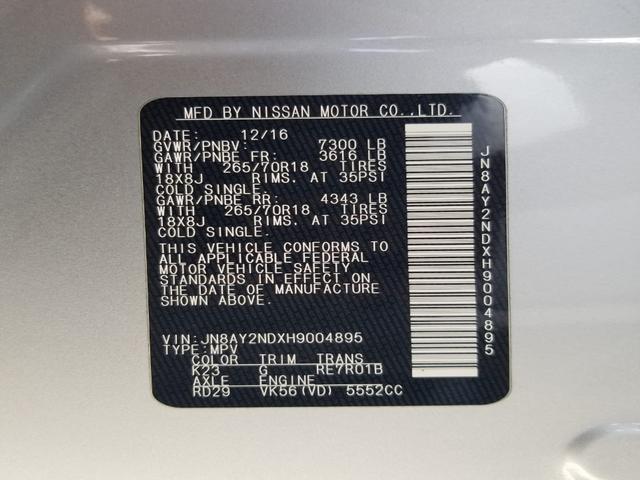 MFD BY NISSAN MOTOR CO.,LTD.
DATE: 12/16
GVWR/PNBV: 7300 LB
GAWR/PNBE FR: 3616 LB
WITH 265/70R18 TIRES
18X8J RIMS. AT 35PSI
COLD SINGLE.
GAWR/PNBE RR: 4343 LB
WITH 265/70R18 TIRES
18X8J RIMS. AT 35PSI
COLD SINGLE.
THIS VEHICLE CONFORMS TO
ALL APPLICABLE FEDERAL
MOTOR VEHICLE SAFETY
STANDARDS IN EFFECT ON
THE DATE OF MANUFACTURE
SHOWN ABOVE.
VIN: JN8AY2NDXH9004895
TYPE: MPV
COLOR TRIM TRANS
K23 G RE7R01B
AXLE ENGINE
RD29 VK56(VD) 5552CC
JN8AY2NDXH9004895